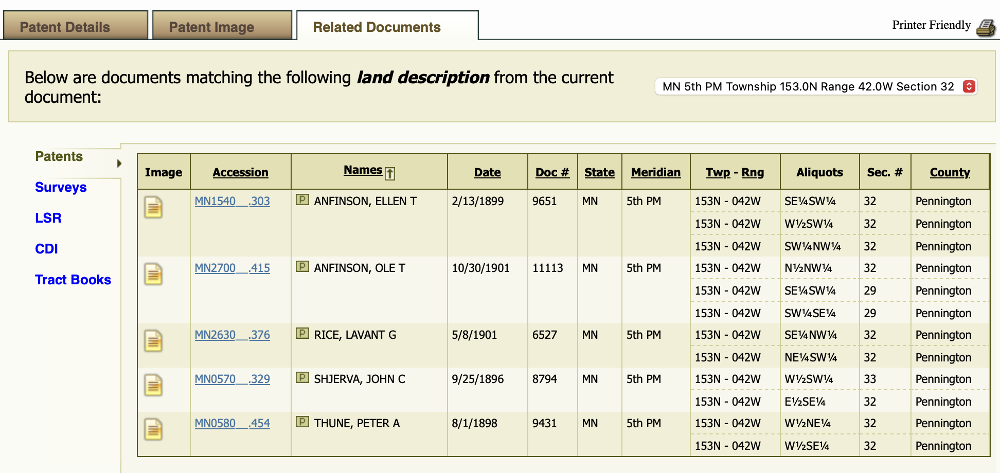 Patent Details Patent Image Related Documents Printer Friendly
Below are documents matching the following land description from the current
document:
MN 5th PM Township 153.0N Range 42.0W Section 32
Patents
Surveys
LSR
CDI
Tract Books
Image Accession Names Date Doc # State Meridian Twp - Rng Aliquots Sec. # County
MN1540__.303 P ANFINSON, ELLEN T 2/13/1899 9651 MN 5th PM 153N - 042W SE¼SW¼ 32 Pennington
153N - 042W W½SW¼ 32 Pennington
153N - 042W SW¼NW¼ 32 Pennington
MN2700__.415 P ANFINSON, OLE T 10/30/1901 11113 MN 5th PM 153N - 042W N½NW¼ 32 Pennington
153N - 042W SE¼SW¼ 29 Pennington
153N - 042W SW¼SE¼ 29 Pennington
MN2630__.376 P RICE, LAVANT G 5/8/1901 6527 MN 5th PM 153N - 042W SE¼NW¼ 32 Pennington
153N - 042W NE¼SW¼ 32 Pennington
MN0570__.329 P SHJERVA, JOHN C 9/25/1896 8794 MN 5th PM 153N - 042W W½SW¼ 33 Pennington
153N - 042W E½SE¼ 32 Pennington
MN0580__.454 P THUNE, PETER A 8/1/1898 9431 MN 5th PM 153N - 042W W½NE¼ 32 Pennington
153N - 042W W½SE¼ 32 Pennington